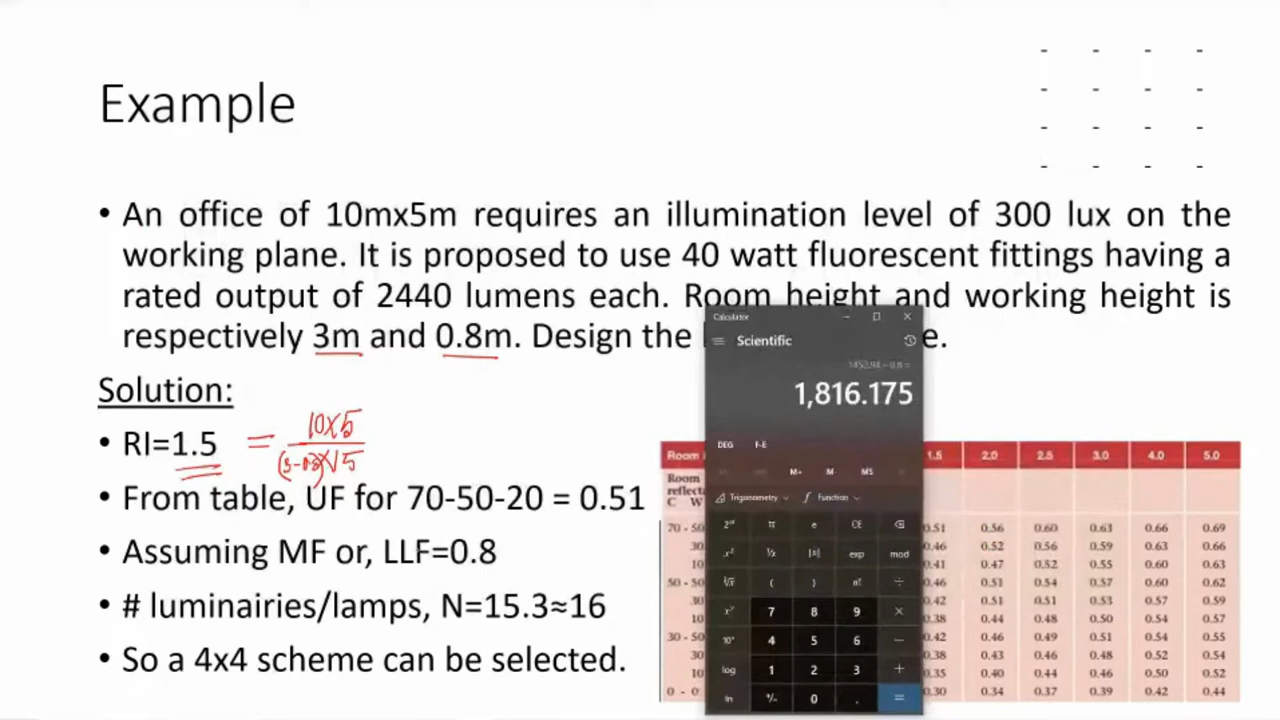 Example
• An office of 10mx5m requires an illumination level of 300 lux on the
working plane. It is proposed to use 40 watt fluorescent fittings having a
rated output of 2440 lumens each. Room height and working height is
respectively 3m and 0.8m. Design the e.
Solution:
• RI=1.5 = 10x5
• From table, UF for 70-50-20 = 0.51
• Assuming MF or, LLF=0.8
• # luminairies/lamps, N=15.3≈16
• So a 4x4 scheme can be selected.
Calculator
Scientific
1,816.175
DEG F-E
M+ M- MS
Trigonometry Function
2ⁿᵈ π e CE
x² ¹/x |x| exp mod
( ) n! ÷
7 8 9 ×
10ˣ 4 5 6 −
log 1 2 3 +
ln +/- 0 . =
Room 1.5 2.0 2.5 3.0 4.0 5.0
Room
C W
70 - 50 0.51 0.56 0.60 0.63 0.66 0.69
30 0.46 0.52 0.56 0.59 0.63 0.66
10 0.41 0.47 0.52 0.55 0.60 0.63
50 - 50 0.46 0.51 0.54 0.57 0.60 0.62
30 0.42 0.51 0.51 0.53 0.57 0.59
10 0.38 0.44 0.48 0.50 0.54 0.57
30 - 50 0.42 0.46 0.49 0.51 0.54 0.55
30 0.38 0.43 0.46 0.48 0.52 0.54
10 0.35 0.40 0.44 0.46 0.50 0.52
0 - 0 0.30 0.34 0.37 0.39 0.42 0.44